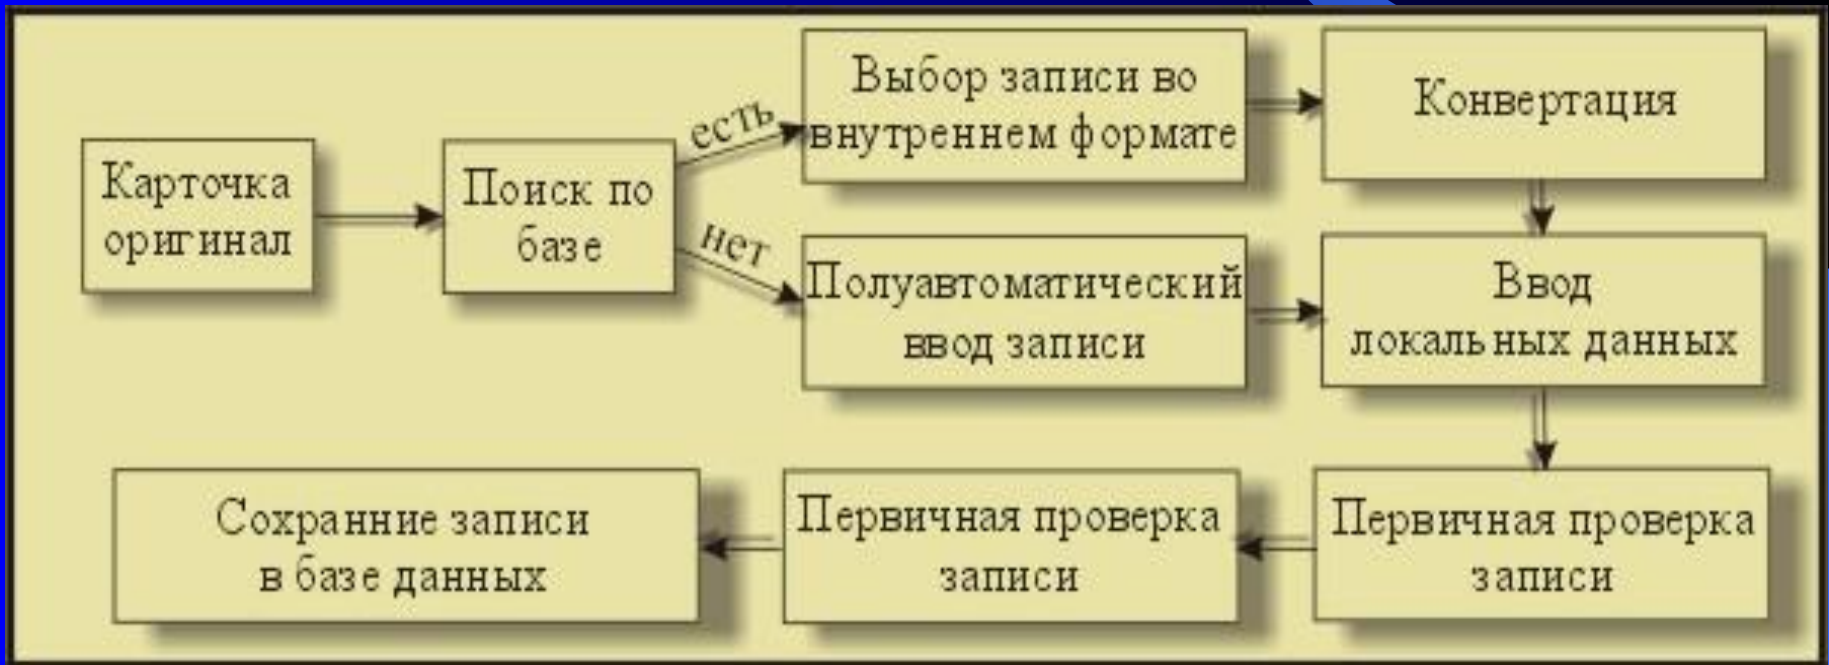 Карточка
оригинал
Поиск по
базе
есть
нет
Выбор записи во
внутреннем формате
Конвертация
Полуавтоматический
ввод записи
Ввод
локальных данных
Первичная проверка
записи
Первичная проверка
записи
Сохранние записи
в базе данных